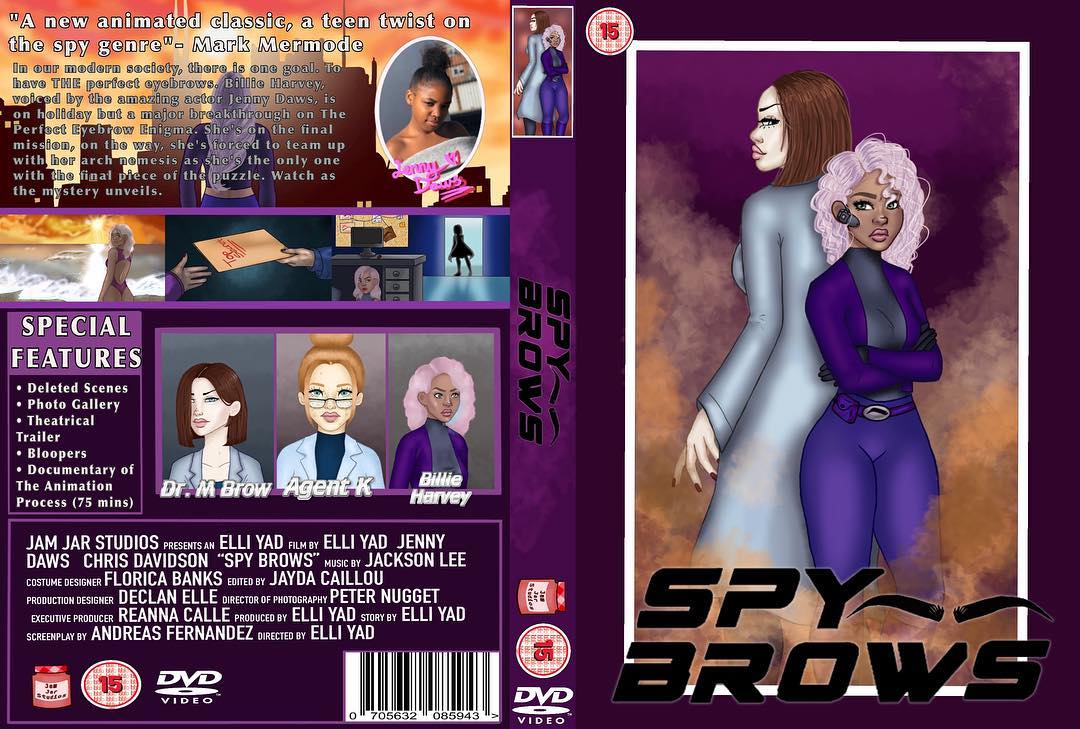 "A new animated classic, a teen twist on
the spy genre"- Mark Mermode
In our modern society, there is one goal. To
have THE perfect eyebrows. Billie Harvey,
voiced by the amazing actor Jenny Daws, is
on holiday but a major breakthrough on The
Perfect Eyebrow Enigma. She's on the final
mission, on the way, she's forced to team up
with her arch nemesis as she's the only one
with the final piece of the puzzle. Watch as
the mystery unveils.
Jenny
Daws
Top
Secret
SPECIAL
FEATURES
• Deleted Scenes
• Photo Gallery
• Theatrical
Trailer
• Bloopers
• Documentary of
The Animation
Process (75 mins)
Dr. M Brow
Agent K
Billie
Harvey
JAM JAR STUDIOS PRESENTS AN ELLI YAD FILM BY ELLI YAD JENNY
DAWS CHRIS DAVIDSON "SPY BROWS" MUSIC BY JACKSON LEE
COSTUME DESIGNER FLORICA BANKS EDITED BY JAYDA CAILLOU
PRODUCTION DESIGNER DECLAN ELLE DIRECTOR OF PHOTOGRAPHY PETER NUGGET
EXECUTIVE PRODUCER REANNA CALLE PRODUCED BY ELLI YAD STORY BY ELLI YAD
SCREENPLAY BY ANDREAS FERNANDEZ DIRECTED BY ELLI YAD
Jam
Jar
Studios
15
DVD
VIDEO
0 705632 085943 >
SPY
BROWS
Jam
Jar
Studios
15
DVD
VIDEO
15
SPY
BROWS